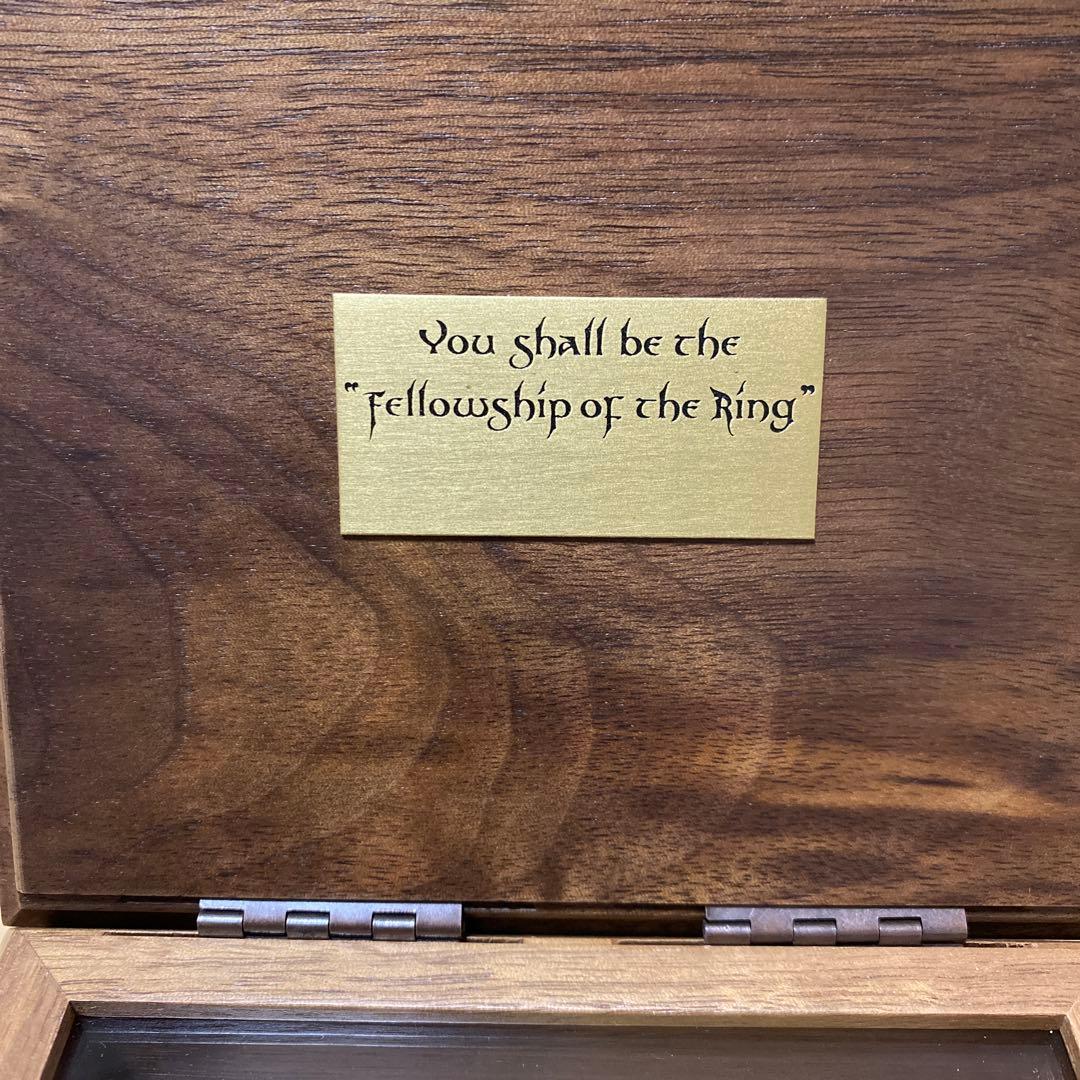 You shall be the
“Fellowship of the Ring”